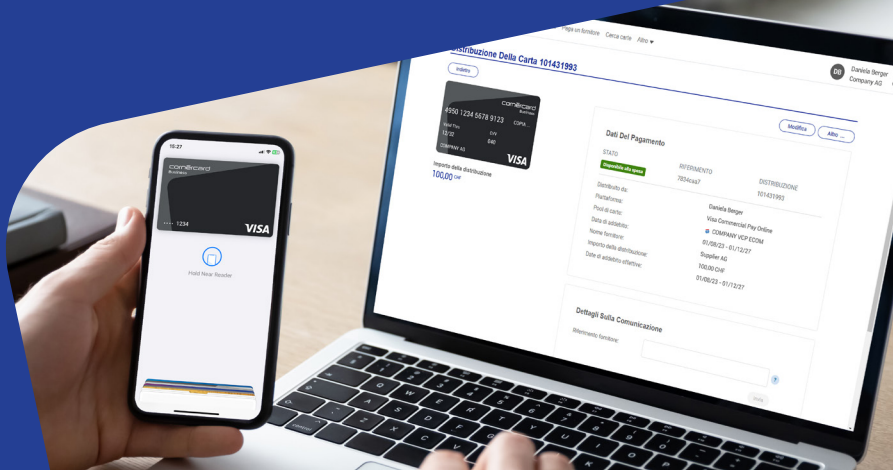 10:27
cornèrcard
Business
.... 1234
VISA
Hold Near Reader
Paga un fornitore Cerca carte Altro
DB Daniela Berger
Company AG
Distribuzione Della Carta 101431993
Indietro
Modifica Altro ...
cornèrcard
Business
4950 1234 5678 9123
Valid Thru
12/32
CVV
040
COMPANY AG
VISA
Importo della distribuzione
100,00 CHF
Dati Del Pagamento
STATO RIFERIMENTO DISTRIBUZIONE
Disponibile alla spesa 7834caa7 101431993
Distribuito da: Daniela Berger
Piattaforma: Visa Commercial Pay Online
Pool di carte: COMPANY VCP ECOM
Data di addebito: 01/08/23 - 01/12/27
Nome fornitore: Supplier AG
Importo della distribuzione: 100,00 CHF
Date di addebito effettive: 01/08/23 - 01/12/27
Dettagli Sulla Comunicazione
Riferimento fornitore: